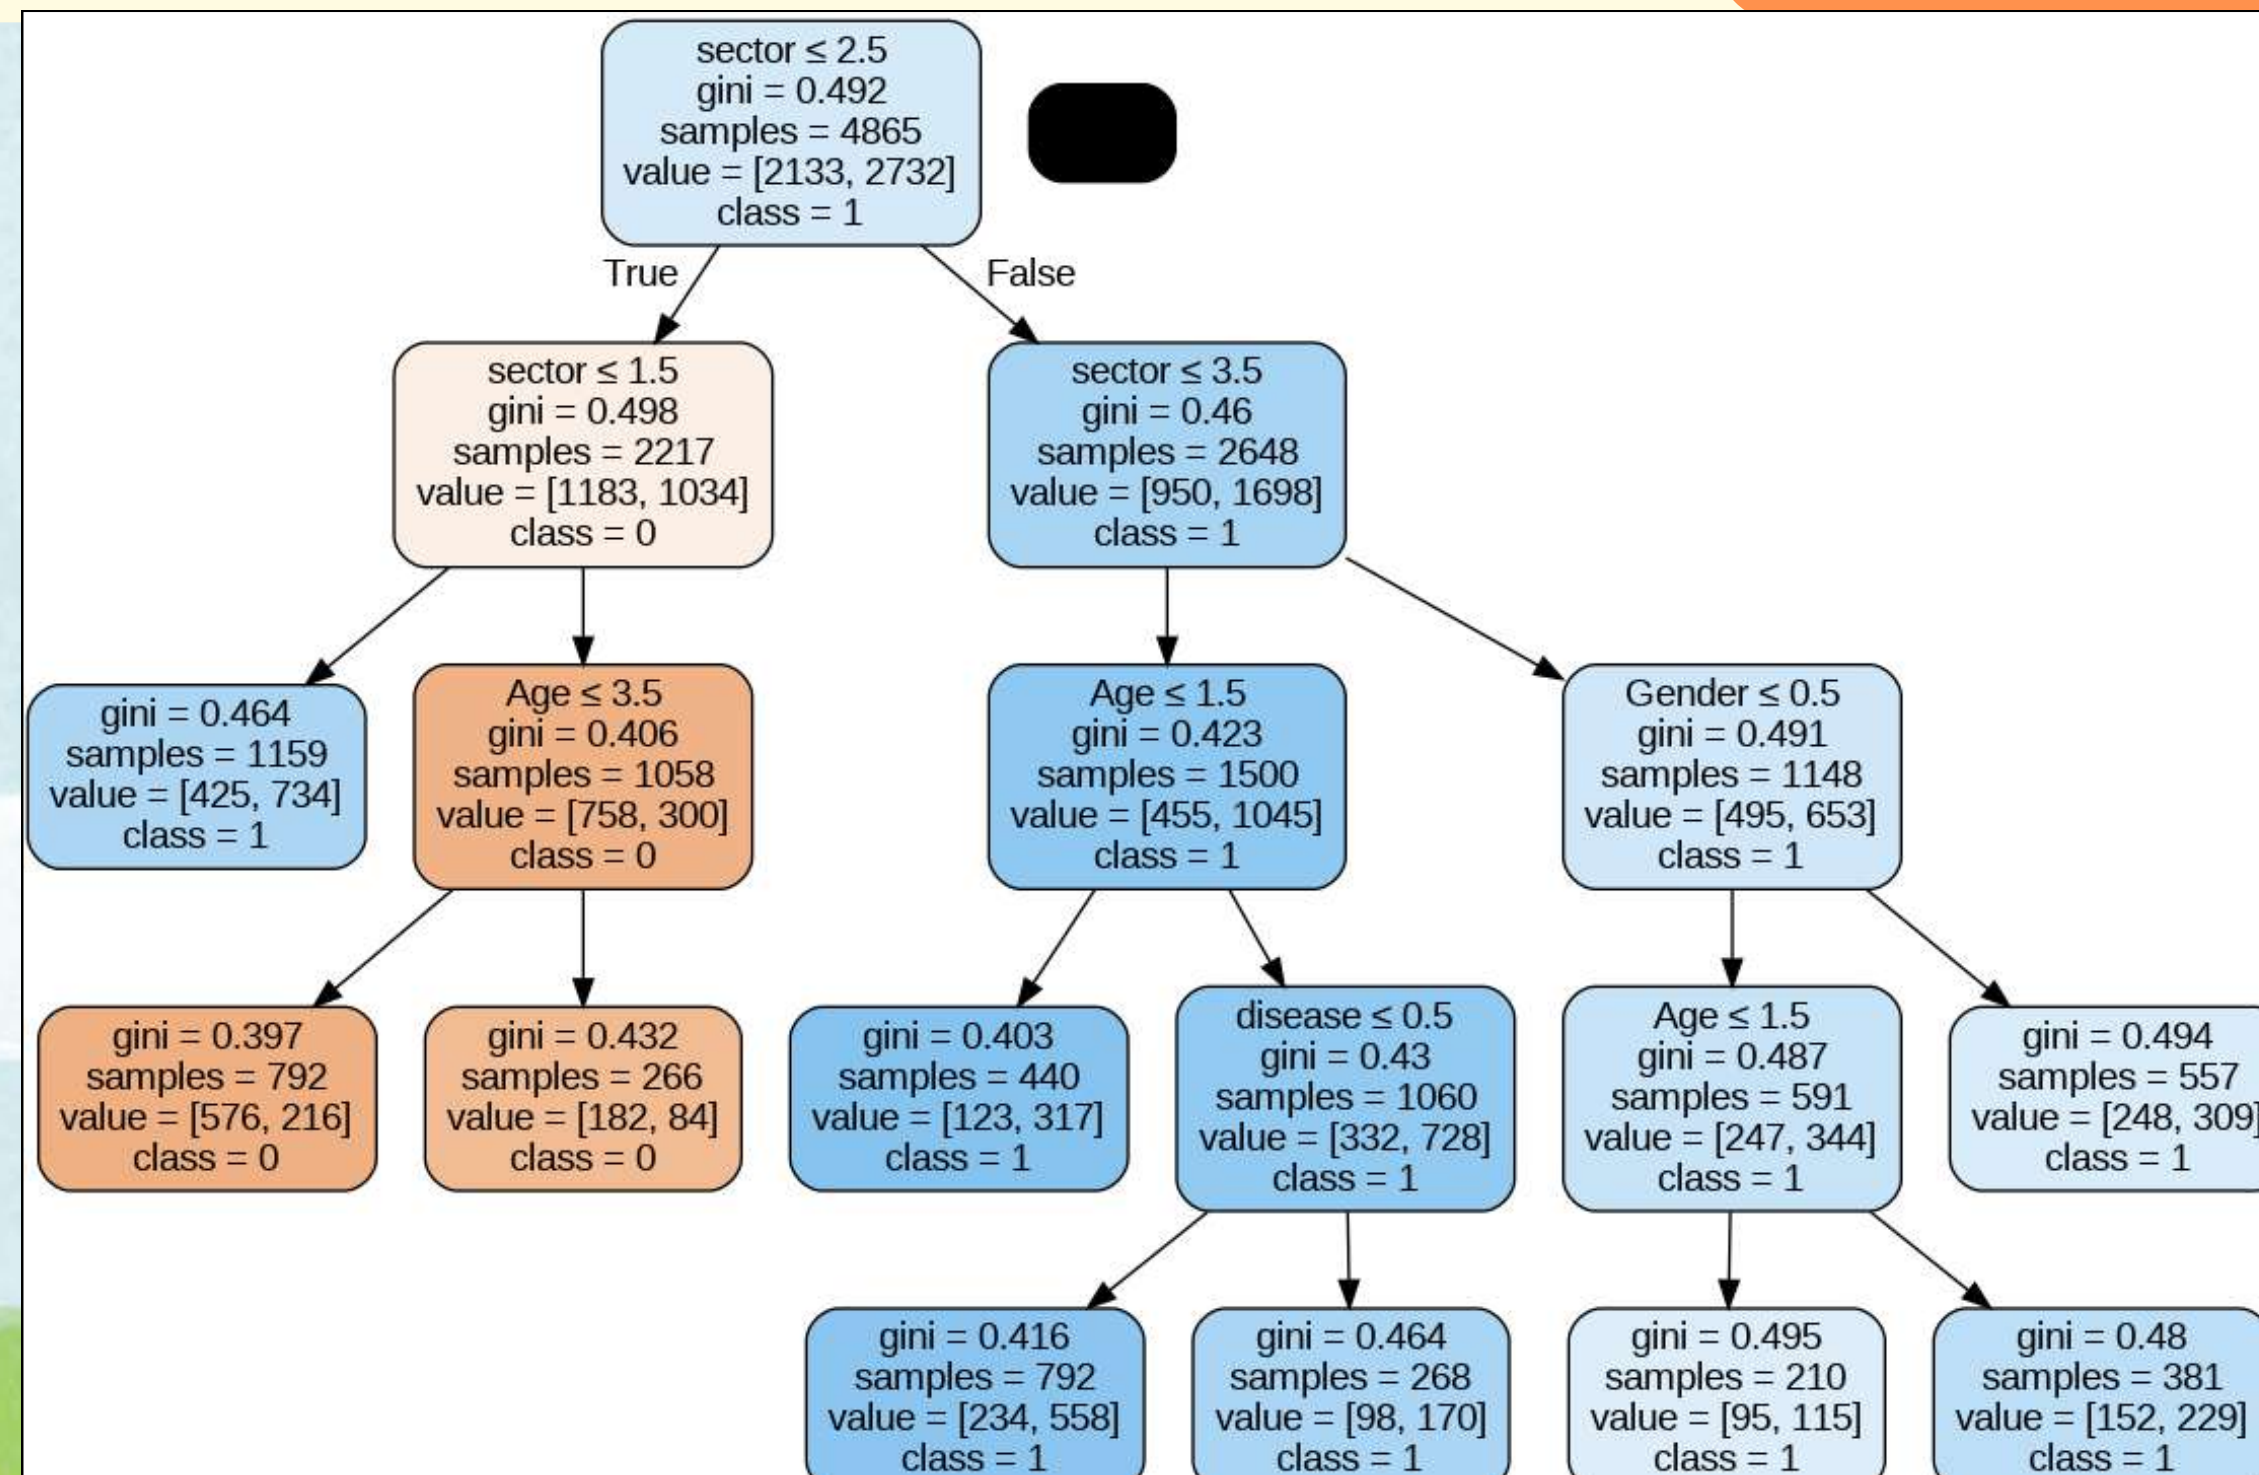 sector ≤ 2.5
gini = 0.492
samples = 4865
value = [2133, 2732]
class = 1
True
False
sector ≤ 1.5
gini = 0.498
samples = 2217
value = [1183, 1034]
class = 0
sector ≤ 3.5
gini = 0.46
samples = 2648
value = [950, 1698]
class = 1
gini = 0.464
samples = 1159
value = [425, 734]
class = 1
Age ≤ 3.5
gini = 0.406
samples = 1058
value = [758, 300]
class = 0
Age ≤ 1.5
gini = 0.423
samples = 1500
value = [455, 1045]
class = 1
Gender ≤ 0.5
gini = 0.491
samples = 1148
value = [495, 653]
class = 1
gini = 0.397
samples = 792
value = [576, 216]
class = 0
gini = 0.432
samples = 266
value = [182, 84]
class = 0
gini = 0.403
samples = 440
value = [123, 317]
class = 1
disease ≤ 0.5
gini = 0.43
samples = 1060
value = [332, 728]
class = 1
Age ≤ 1.5
gini = 0.487
samples = 591
value = [247, 344]
class = 1
gini = 0.494
samples = 557
value = [248, 309]
class = 1
gini = 0.416
samples = 792
value = [234, 558]
class = 1
gini = 0.464
samples = 268
value = [98, 170]
class = 1
gini = 0.495
samples = 210
value = [95, 115]
class = 1
gini = 0.48
samples = 381
value = [152, 229]
class = 1